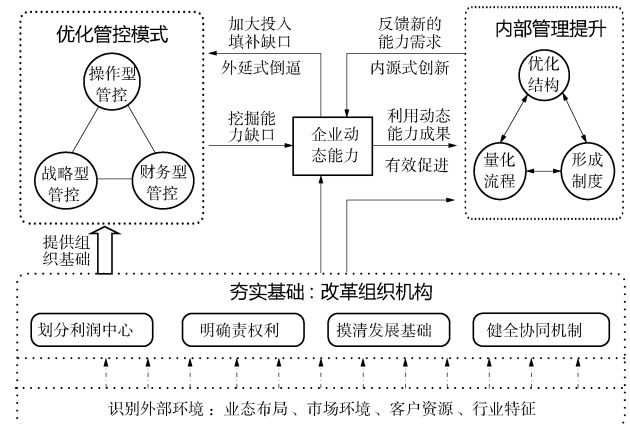 优化管控模式
操作型
管控
战略型
管控
财务型
管控
加大投入
填补缺口
外延式倒逼
挖掘能
力缺口
企业动
态能力
反馈新的
能力需求
内源式创新
利用动态
能力成果
有效促进
内部管理提升
优化
结构
量化
流程
形成
制度
提供组
织基础
夯实基础：改革组织机构
划分利润中心
明确责权利
摸清发展基础
健全协同机制
识别外部环境：业态布局、市场环境、客户资源、行业特征